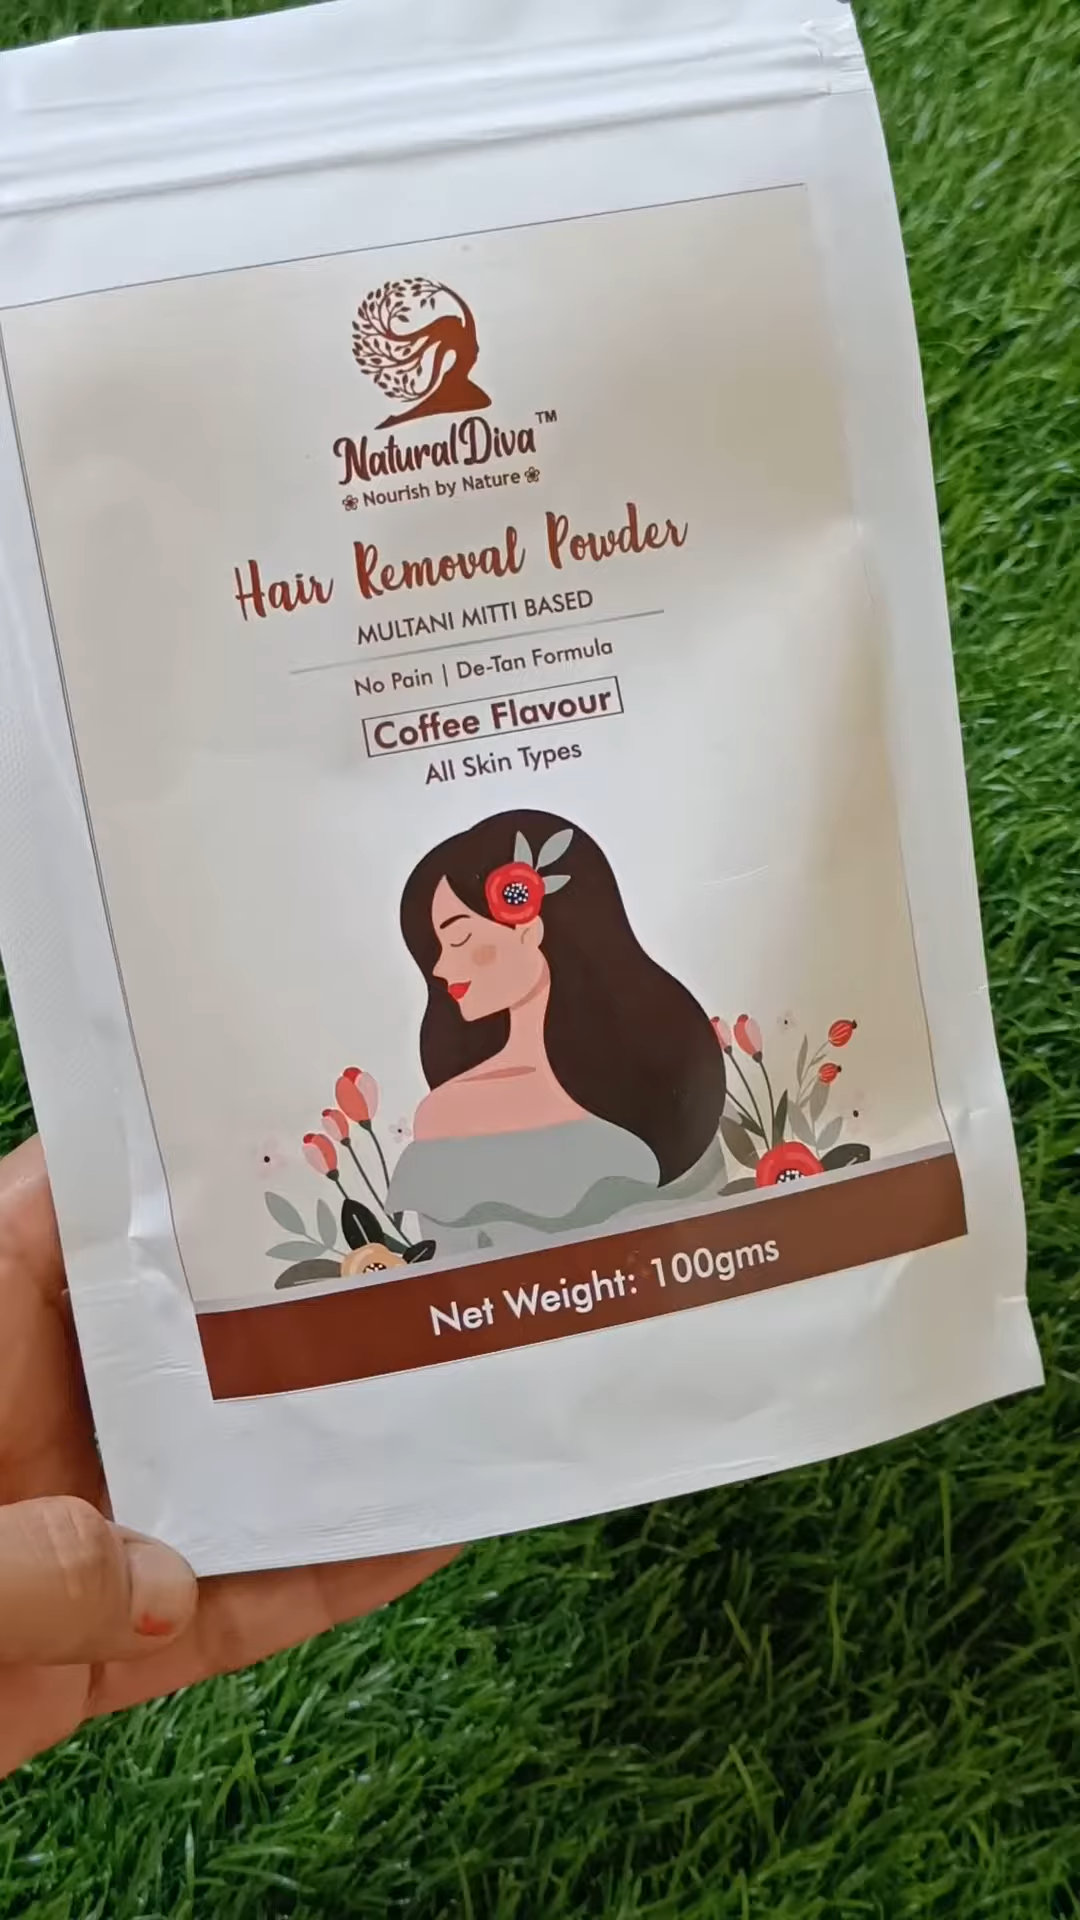 NaturalDiva™
Nourish by Nature
Hair Removal Powder
MULTANI MITTI BASED
No Pain | De-Tan Formula
Coffee Flavour
All Skin Types
Net Weight: 100gms